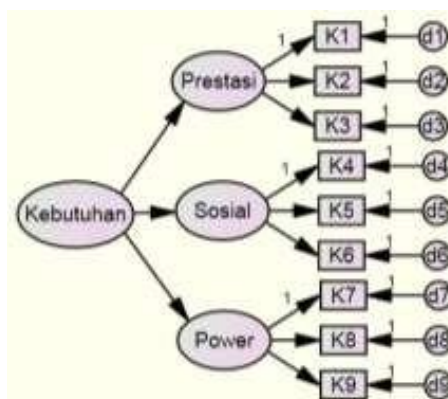 1 K1 1 d1
Prestasi K2 1 d2
K3 1 d3
1 K4 1 d4
Kebutuhan Sosial K5 1 d5
K6 1 d6
1 K7 1 d7
Power K8 1 d8
K9 1 d9